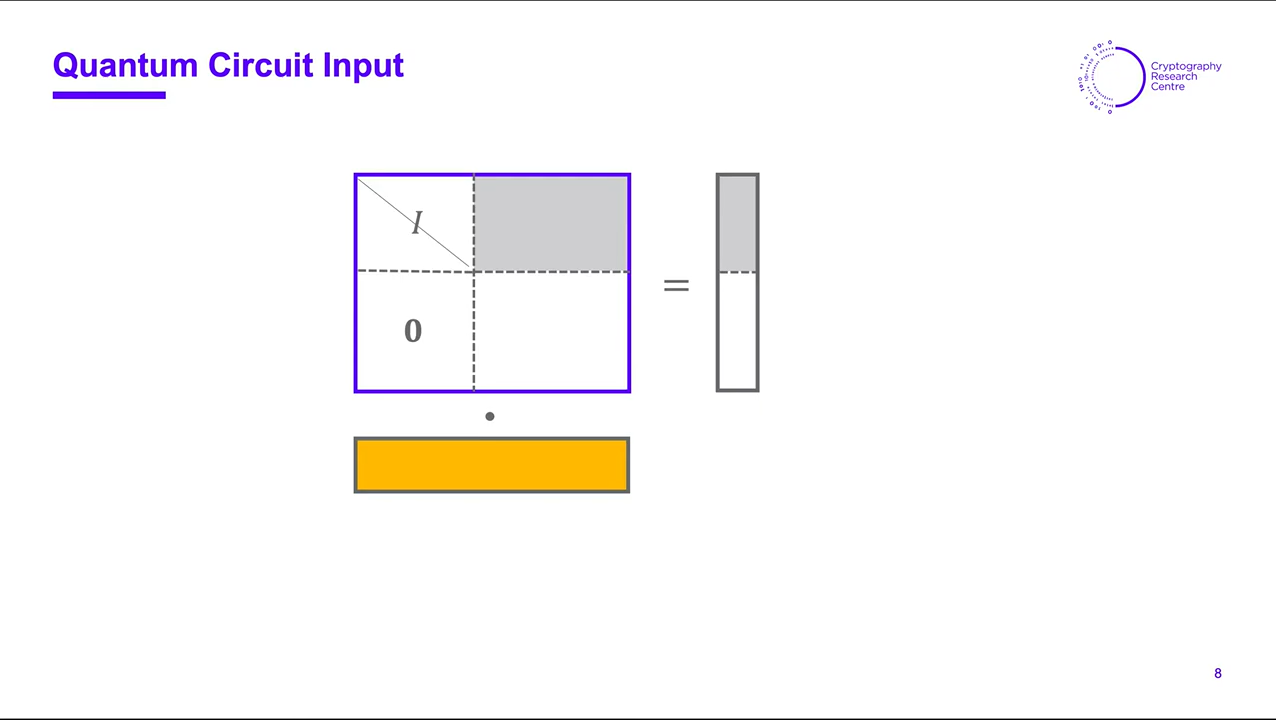 Quantum Circuit Input
Cryptography
Research
Centre
I
=
0
•
8